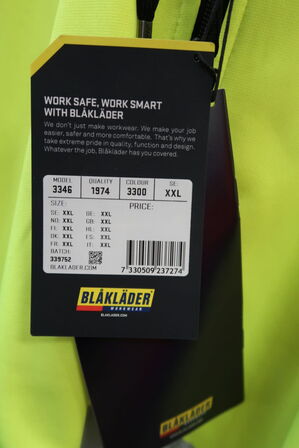 WORK SAFE, WORK SMART
WITH BLÅKLÄDER
We don't just make workwear. We make your job
easier, safer and more comfortable. That's why we
take extreme pride in quality, function and design.
Whatever the job, Blåkläder has you covered.
MODEL QUALITY COLOUR SE:
3346 1974 3300 XXL
SIZE: PRICE:
SE: XXL BE: XXL
NO: XXL GB: XXL
FI: XXL NL: XXL
DK: XXL ES: XXL
FR: XXL IT: XXL
BATCH:
339752
BLAKLADER
7 330509 237274
BLÅKLÄDER
WORKWEAR
BLAKLADER.COM
BLÅKLÄDER